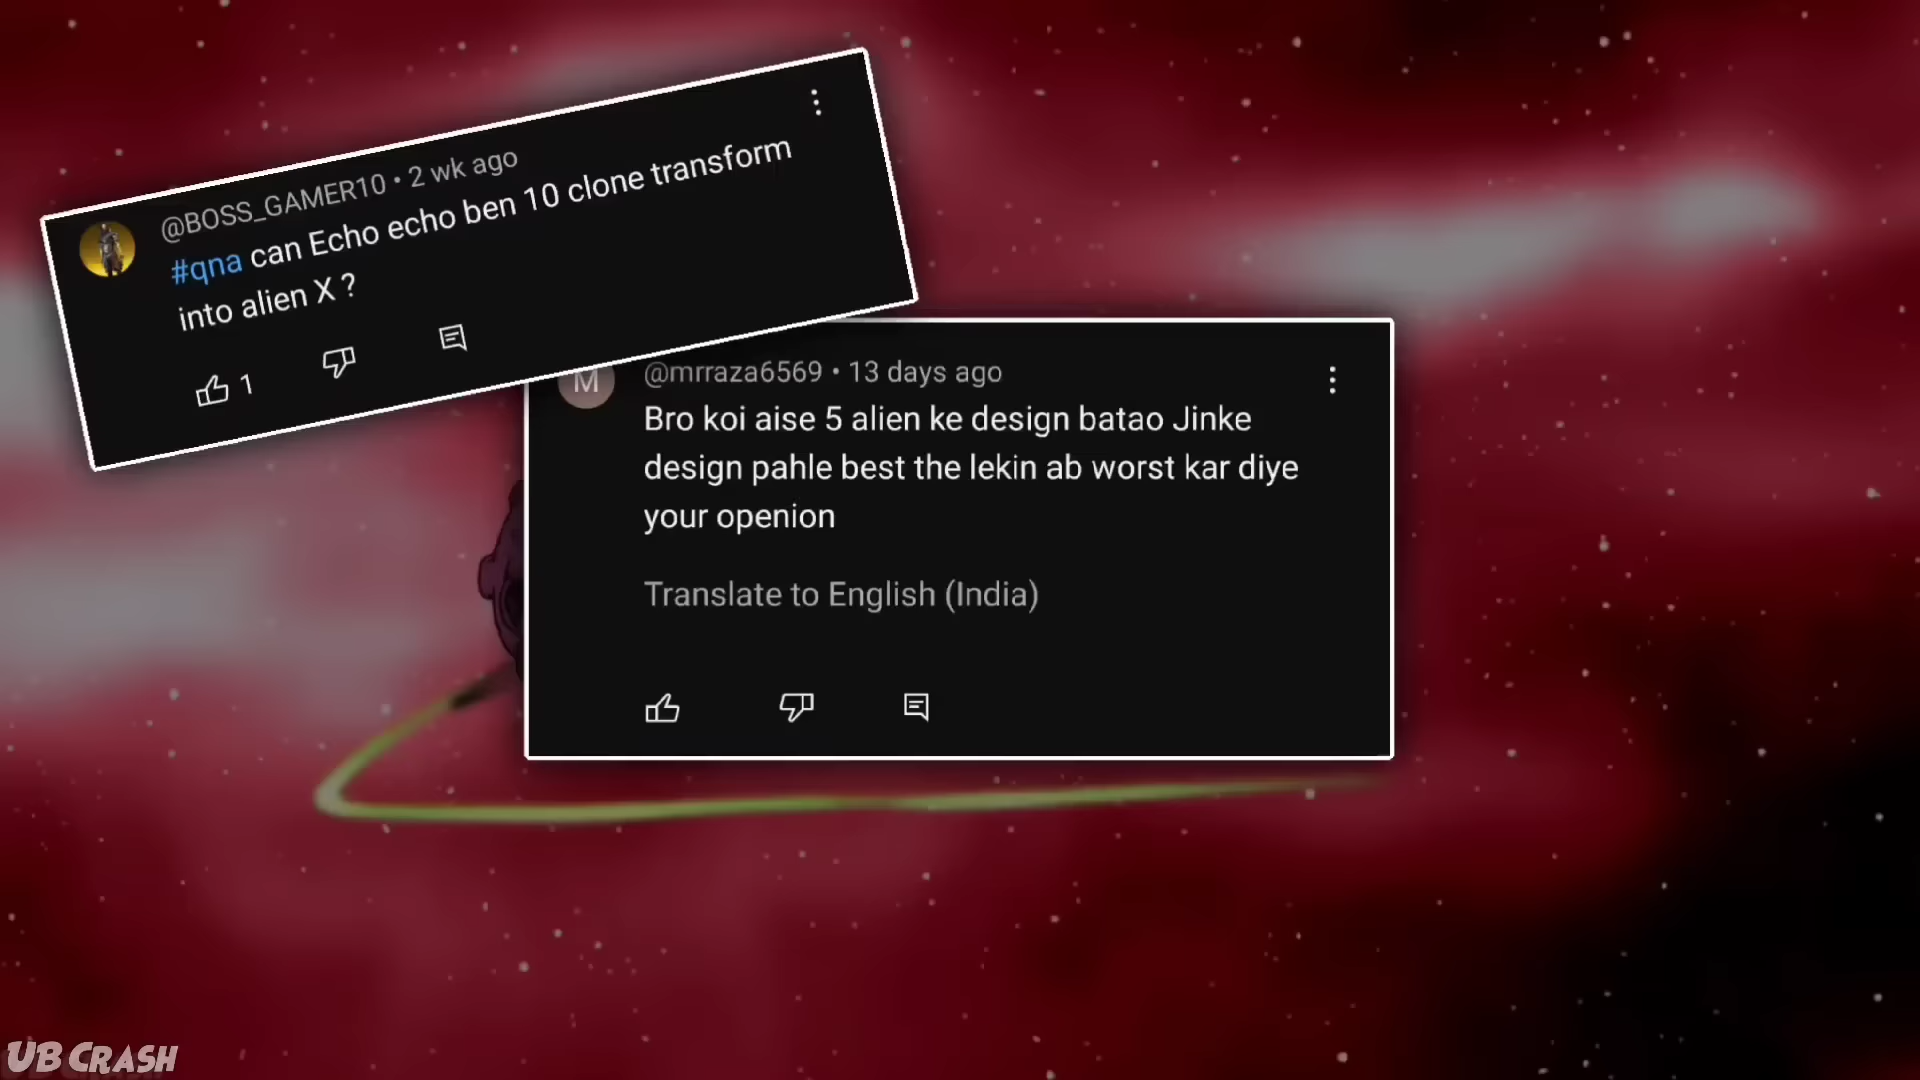 @BOSS_GAMER10 • 2 wk ago
#qna can Echo echo ben 10 clone transform
into alien X ?
1
M
@mrraza6569 • 13 days ago
Bro koi aise 5 alien ke design batao Jinke
design pahle best the lekin ab worst kar diye
your openion
Translate to English (India)
UB CRASH